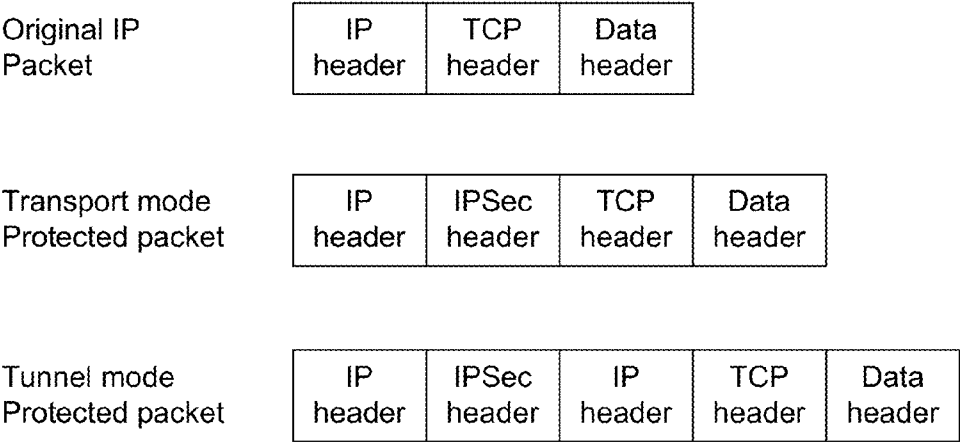 Original IP
Packet
IP
header
TCP
header
Data
header
Transport mode
Protected packet
IP
header
IPSec
header
TCP
header
Data
header
Tunnel mode
Protected packet
IP
header
IPSec
header
IP
header
TCP
header
Data
header